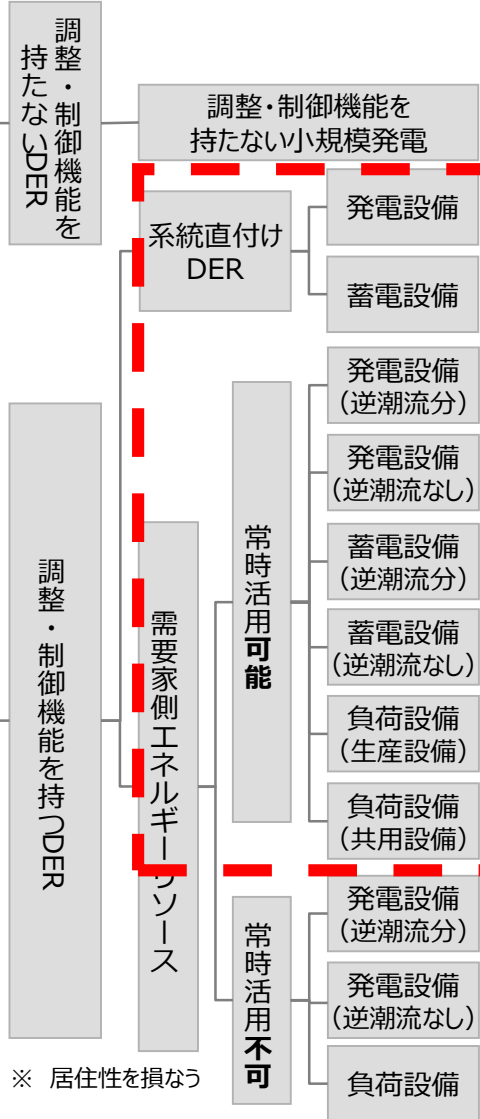 調整・制御機能を
持たないDER
調整・制御機能を
持たない小規模発電
系統直付け
DER
発電設備
蓄電設備
調整・制御機能を持つDER
需要家側エネルギーリソース
常時活用可能
発電設備
（逆潮流分）
発電設備
（逆潮流なし）
蓄電設備
（逆潮流分）
蓄電設備
（逆潮流なし）
負荷設備
（生産設備）
負荷設備
（共用設備）
常時活用不可
発電設備
（逆潮流分）
発電設備
（逆潮流なし）
負荷設備
※ 居住性を損なう